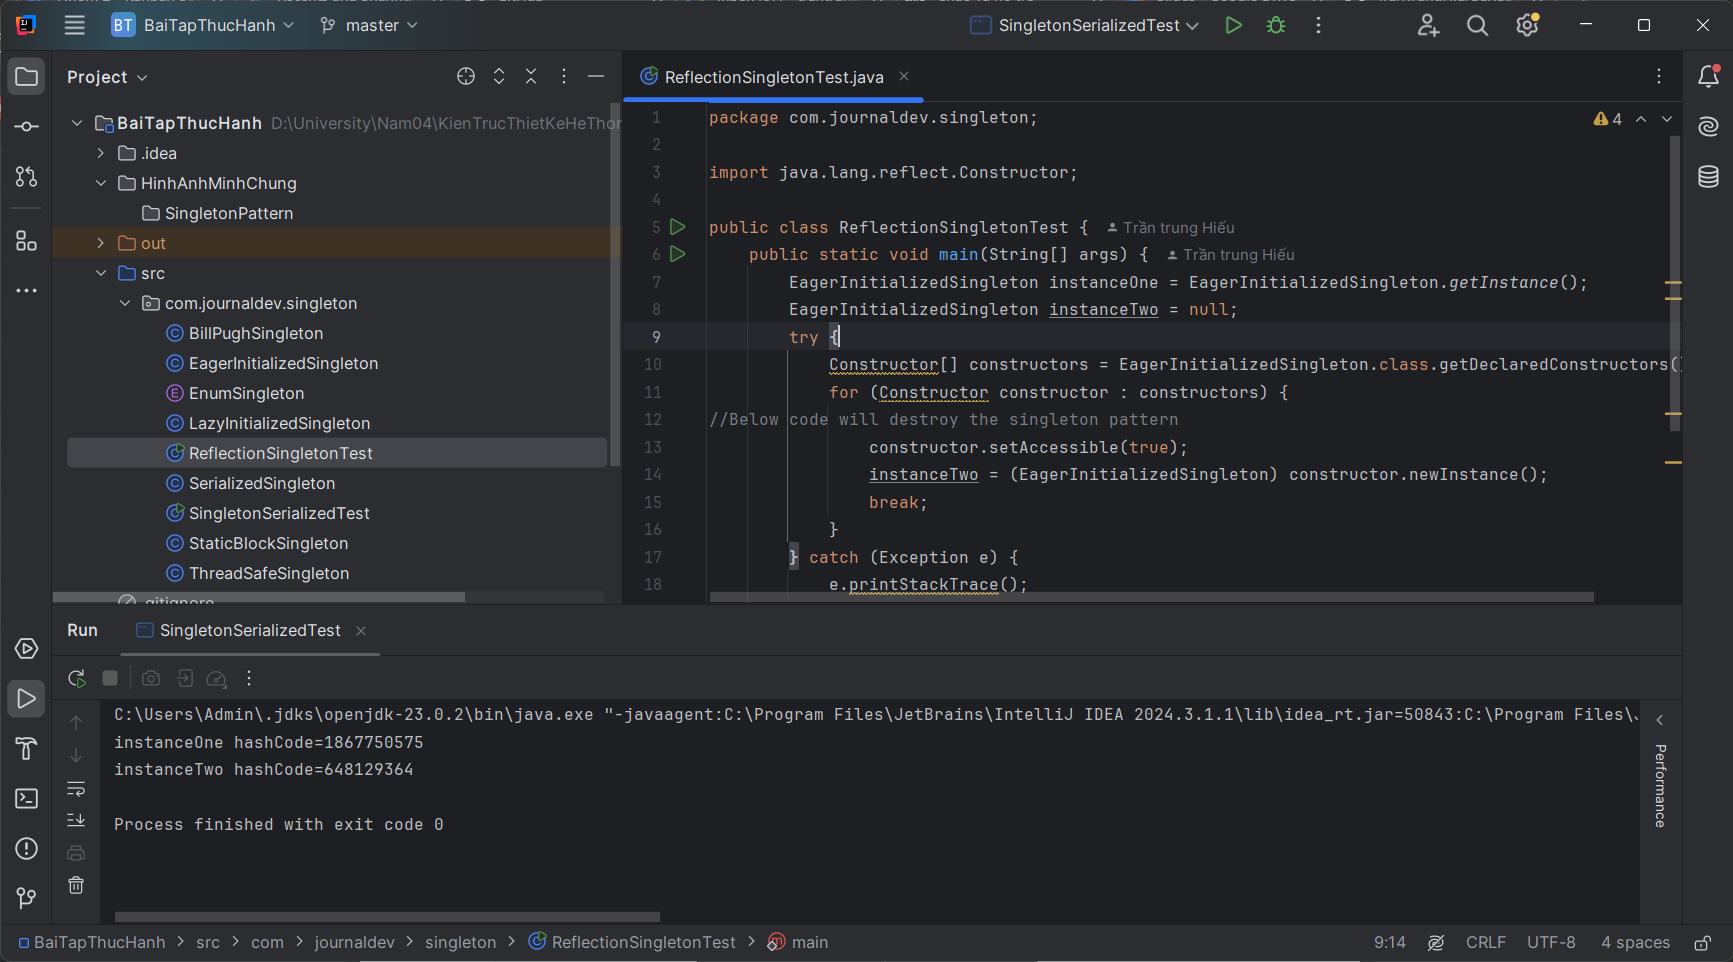 BT BaiTapThucHanh master SingletonSerializedTest
Project
BaiTapThucHanh D:\University\Nam04\KienTrucThietKeHeThor
.idea
HinhAnhMinhChung
SingletonPattern
out
src
com.journaldev.singleton
BillPughSingleton
EagerInitializedSingleton
EnumSingleton
LazyInitializedSingleton
ReflectionSingletonTest
SerializedSingleton
SingletonSerializedTest
StaticBlockSingleton
ThreadSafeSingleton
.gitignore
ReflectionSingletonTest.java
4
1 package com.journaldev.singleton;
2
3 import java.lang.reflect.Constructor;
4
5 public class ReflectionSingletonTest { Trần trung Hiếu
6 public static void main(String[] args) { Trần trung Hiếu
7 EagerInitializedSingleton instanceOne = EagerInitializedSingleton.getInstance();
8 EagerInitializedSingleton instanceTwo = null;
9 try {
10 Constructor[] constructors = EagerInitializedSingleton.class.getDeclaredConstructors()
11 for (Constructor constructor : constructors) {
12 //Below code will destroy the singleton pattern
13 constructor.setAccessible(true);
14 instanceTwo = (EagerInitializedSingleton) constructor.newInstance();
15 break;
16 }
17 } catch (Exception e) {
18 e.printStackTrace();
Run SingletonSerializedTest
C:\Users\Admin\.jdks\openjdk-23.0.2\bin\java.exe "-javaagent:C:\Program Files\JetBrains\IntelliJ IDEA 2024.3.1.1\lib\idea_rt.jar=50843:C:\Program Files\J
instanceOne hashCode=1867750575
instanceTwo hashCode=648129364
Process finished with exit code 0
Performance
BaiTapThucHanh > src > com > journaldev > singleton > ReflectionSingletonTest > main
9:14 CRLF UTF-8 4 spaces